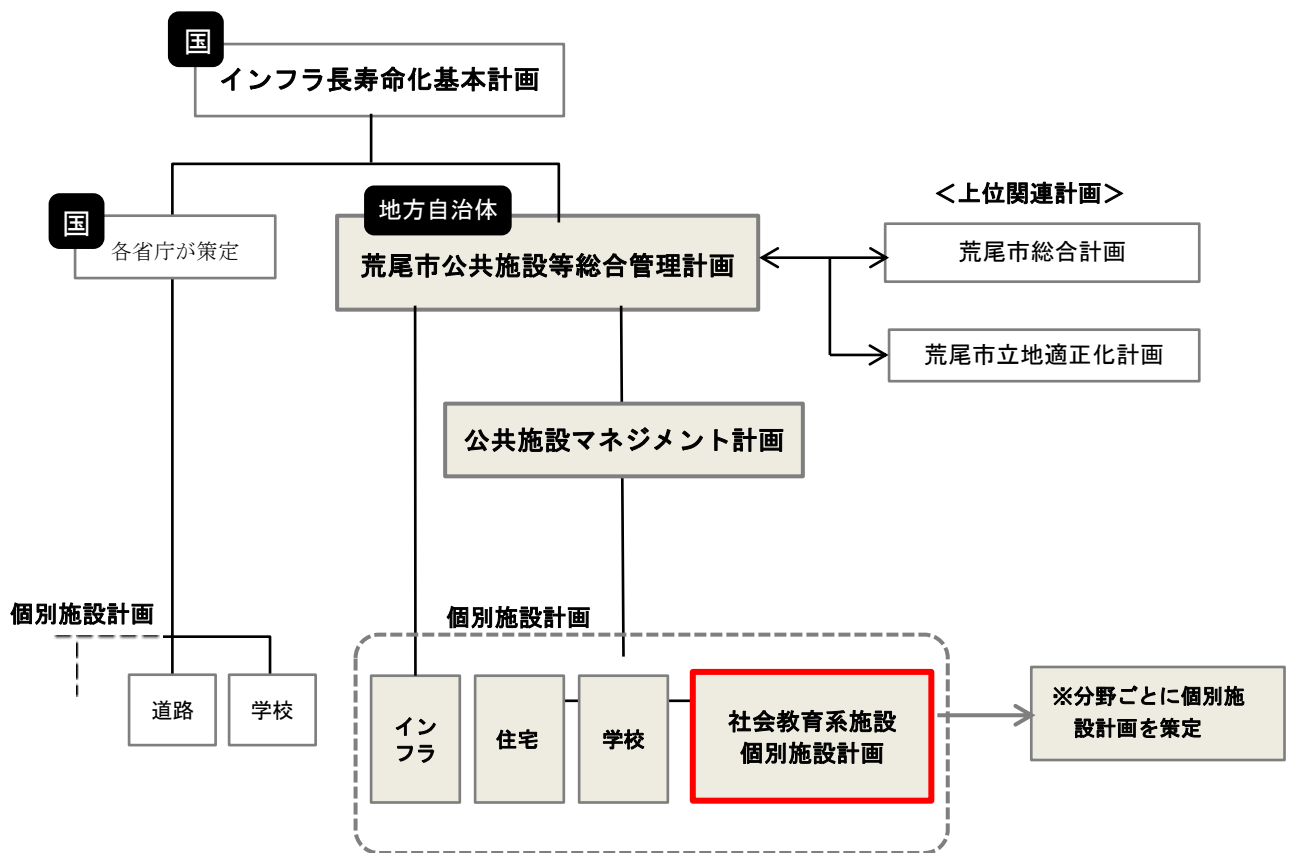 国
インフラ長寿命化基本計画
国
各省庁が策定
地方自治体
荒尾市公共施設等総合管理計画
＜上位関連計画＞
荒尾市総合計画
荒尾市立地適正化計画
公共施設マネジメント計画
個別施設計画
道路
学校
個別施設計画
イン
フラ
住宅
学校
社会教育系施設
個別施設計画
※分野ごとに個別施
設計画を策定